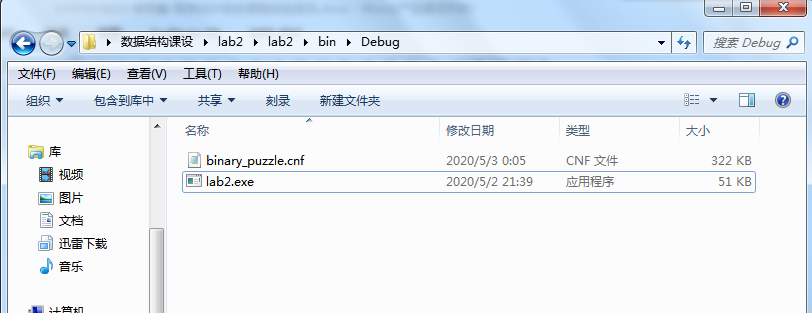 数据结构课设 lab2 lab2 bin Debug
搜索 Debug
文件(F) 编辑(E) 查看(V) 工具(T) 帮助(H)
组织 包含到库中 共享 刻录 新建文件夹
名称 修改日期 类型 大小
库
binary_puzzle.cnf 2020/5/3 0:05 CNF 文件 322 KB
视频
lab2.exe 2020/5/2 21:39 应用程序 51 KB
图片
文档
迅雷下载
音乐
计算机